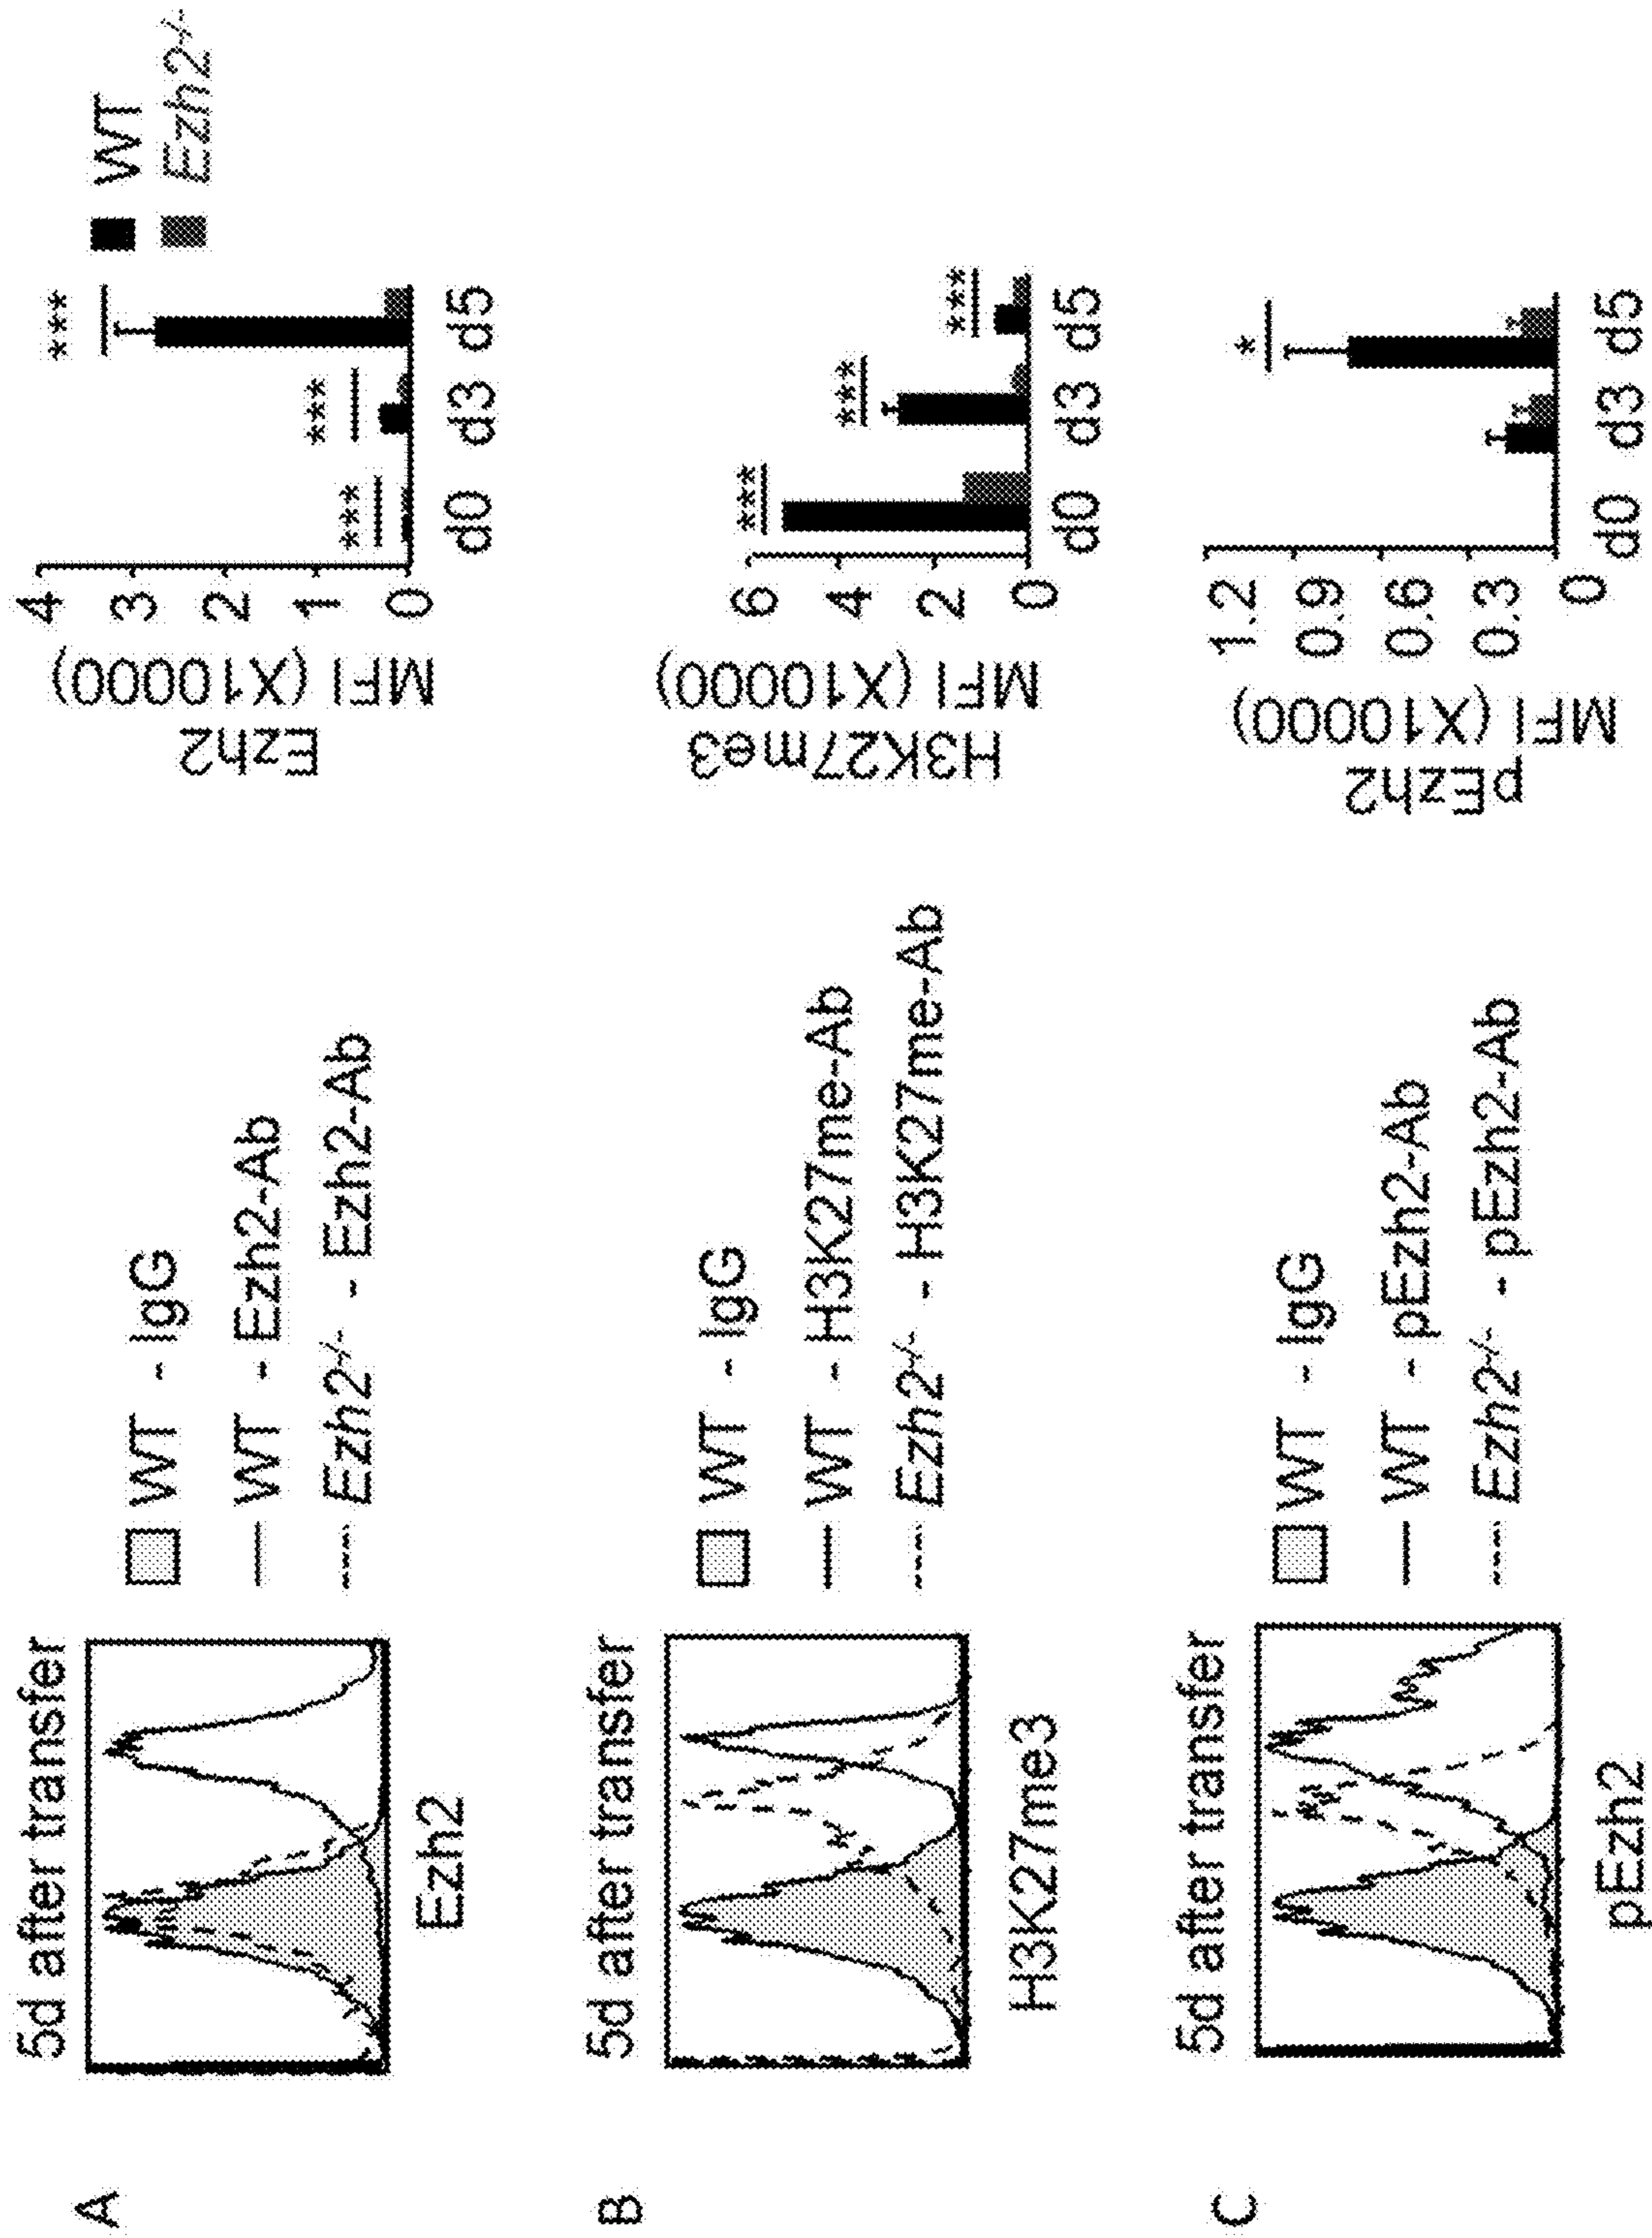 A
5d after transfer
Ezh2
WT - IgG
WT - Ezh2-Ab
Ezh2-/- - Ezh2-Ab
Ezh2
MFI (X10000)
4
3
2
1
0
***
***
***
d0 d3 d5
WT
Ezh2-/-
B
5d after transfer
H3K27me3
WT - IgG
WT - H3K27me-Ab
Ezh2-/- - H3K27me-Ab
H3K27me3
MFI (X10000)
6
4
2
0
***
***
***
d0 d3 d5
C
5d after transfer
pEzh2
WT - IgG
WT - pEzh2-Ab
Ezh2-/- - pEzh2-Ab
pEzh2
MFI (X10000)
1.2
0.9
0.6
0.3
0
*
d0 d3 d5